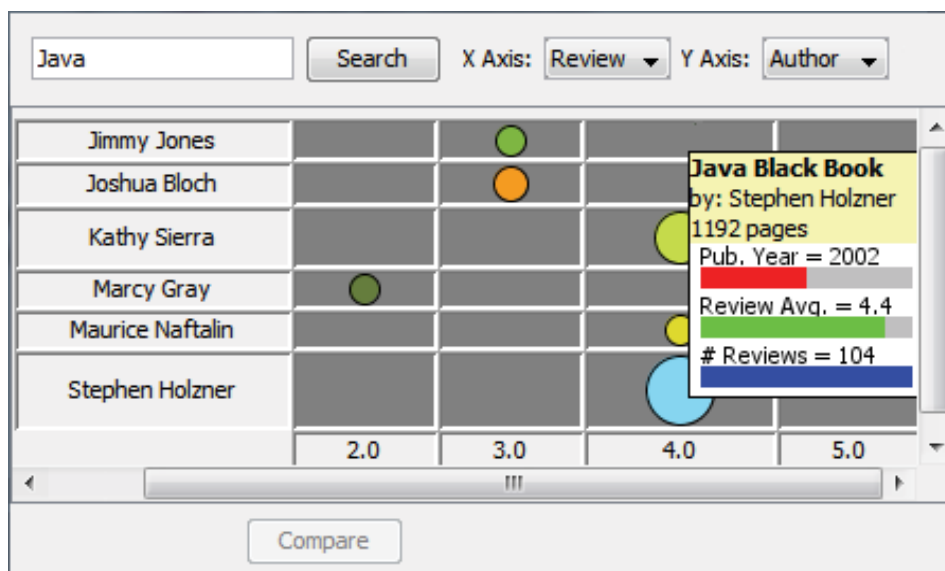 Java Search X Axis: Review Y Axis: Author
Jimmy Jones
Joshua Bloch
Kathy Sierra
Marcy Gray
Maurice Naftalin
Stephen Holzner
Java Black Book
by: Stephen Holzner
1192 pages
Pub. Year = 2002
Review Avg. = 4.4
# Reviews = 104
2.0 3.0 4.0 5.0
Compare